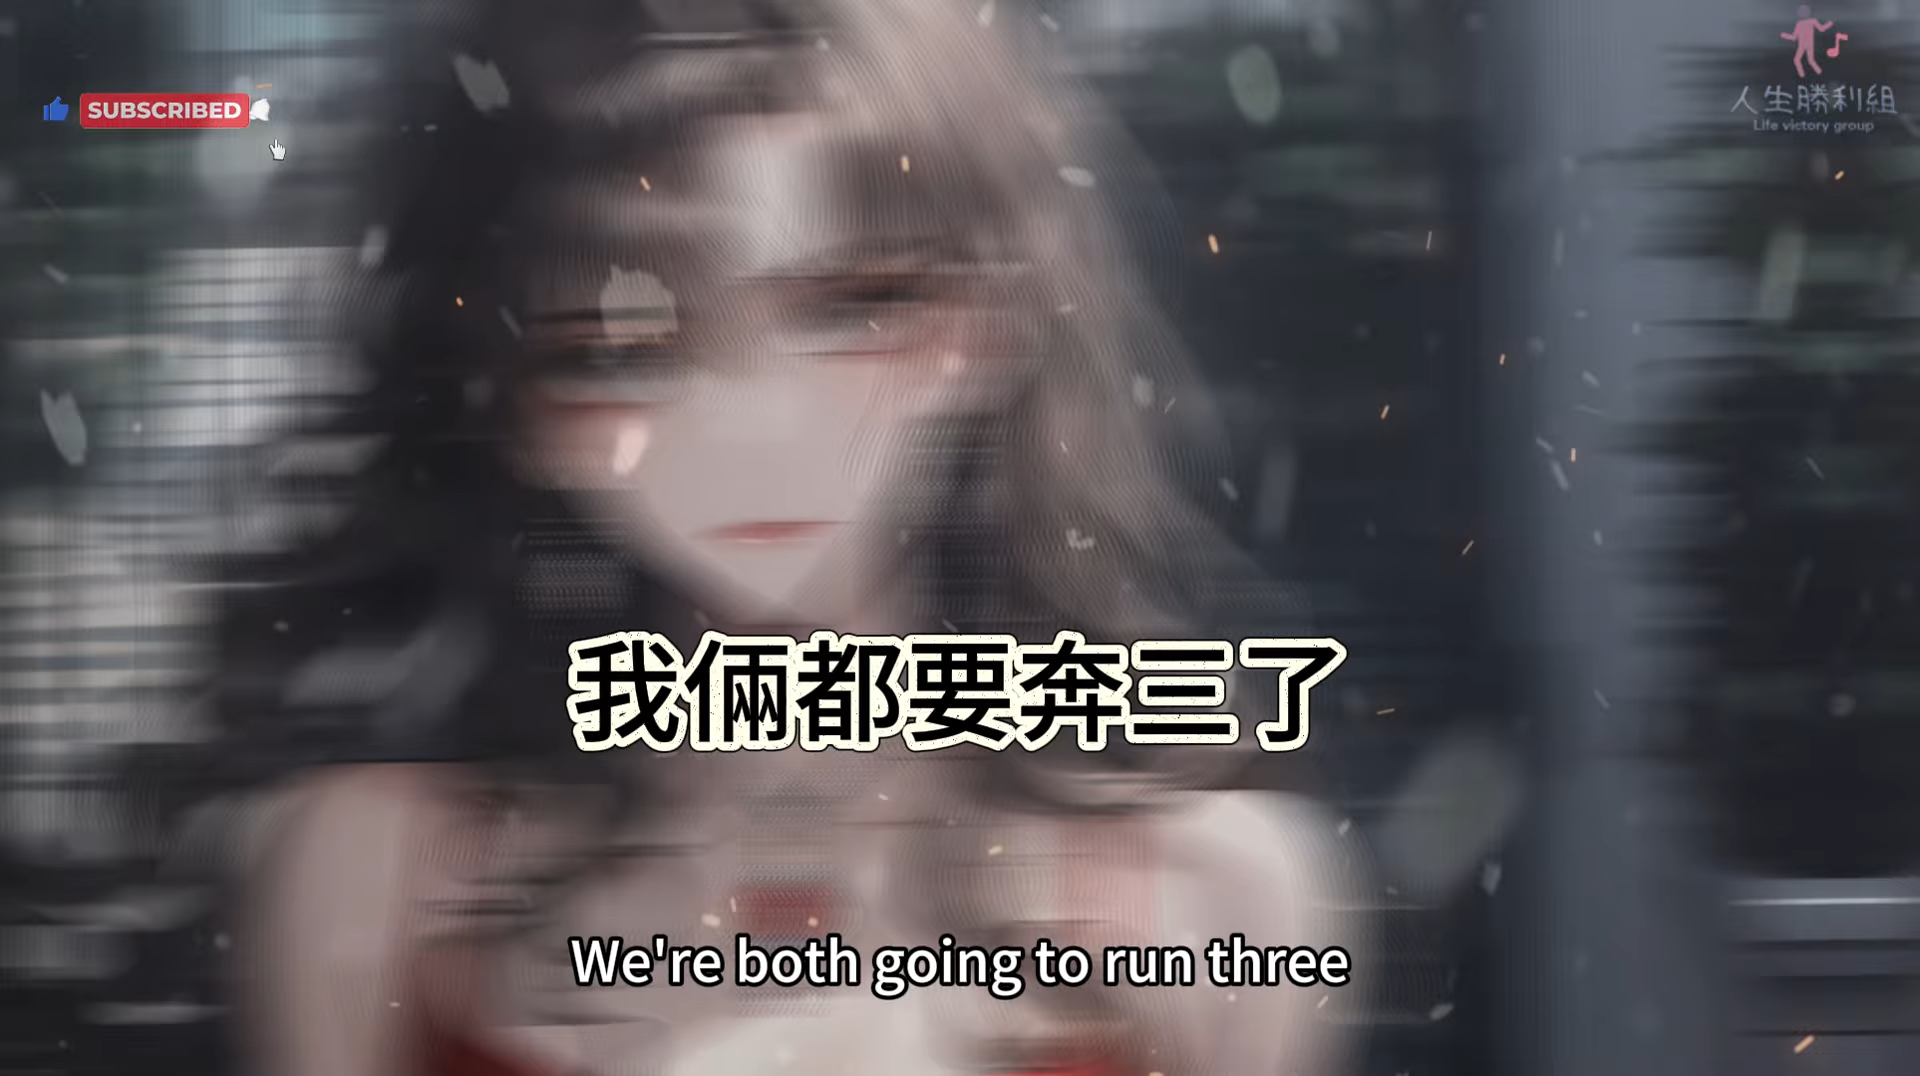 SUBSCRIBED
人生勝利組
Life victory group
我倆都要奔三了
We're both going to run three